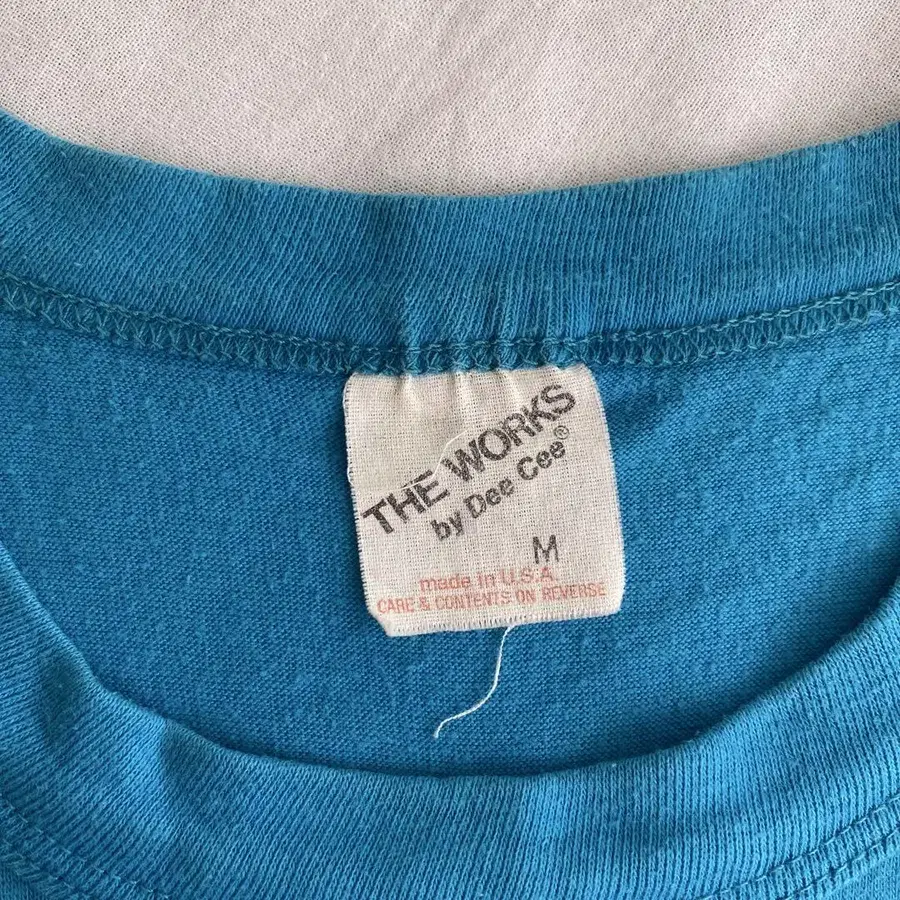 THE WORKS
by Dee Cee®
M
made in U.S.A.
CARE & CONTENTS ON REVERSE